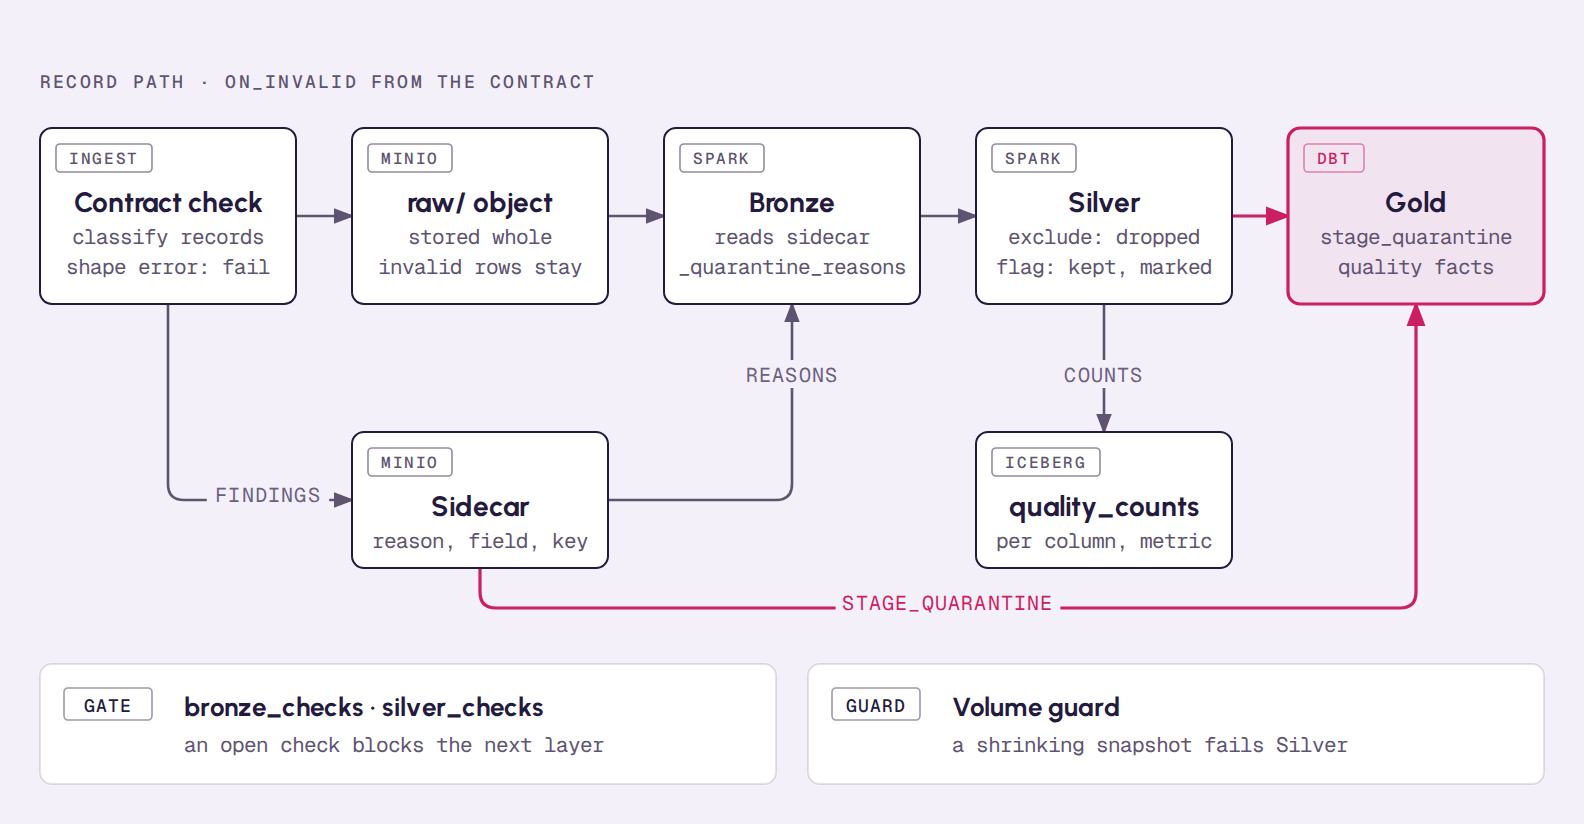 RECORD PATH · ON_INVALID FROM THE CONTRACT
INGEST
Contract check
classify records
shape error: fail
MINIO
raw/ object
stored whole
invalid rows stay
SPARK
Bronze
reads sidecar
_quarantine_reasons
SPARK
Silver
exclude: dropped
flag: kept, marked
DBT
Gold
stage_quarantine
quality facts
REASONS
COUNTS
FINDINGS
MINIO
Sidecar
reason, field, key
ICEBERG
quality_counts
per column, metric
STAGE_QUARANTINE
GATE
bronze_checks · silver_checks
an open check blocks the next layer
GUARD
Volume guard
a shrinking snapshot fails Silver